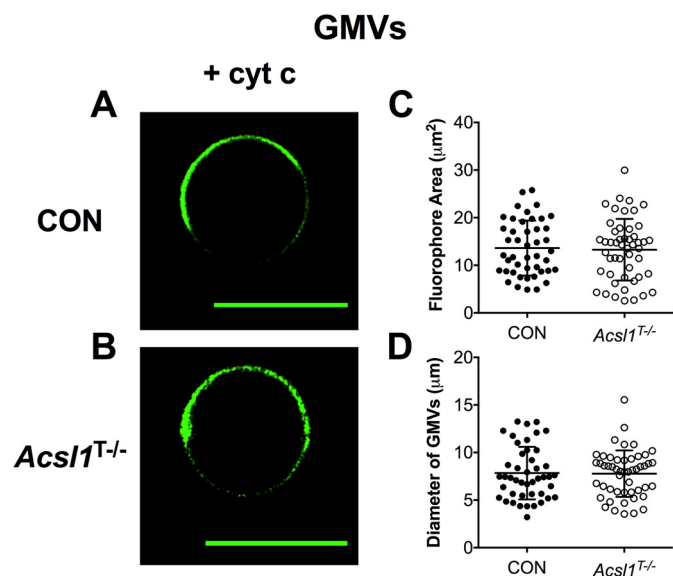 GMVs
+ cyt c
A
CON
B
Acsl1T-/-
C
Fluorophore Area (μm2)
40
30
20
10
0
CON
Acsl1T-/-
D
Diameter of GMVs (μm)
20
15
10
5
0
CON
Acsl1T-/-